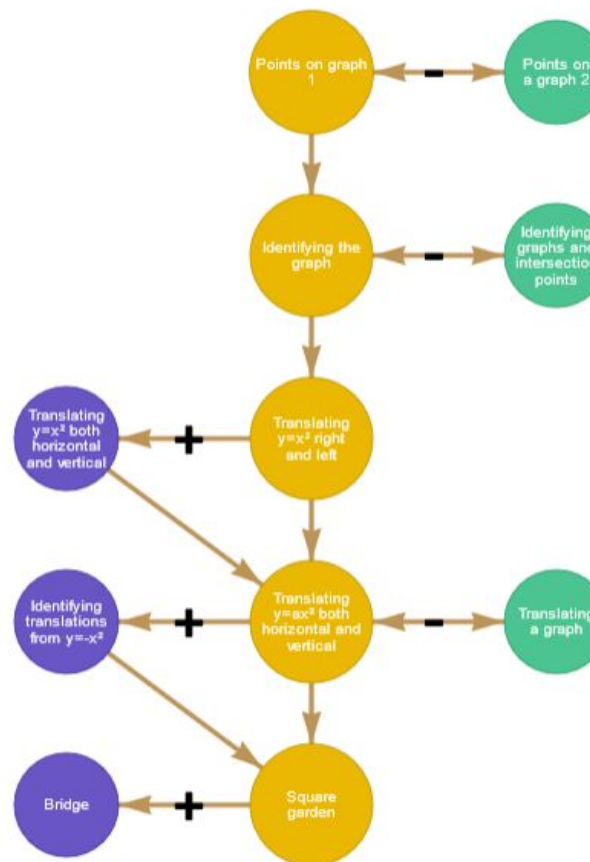 Points on graph
1
-
Points on
a graph 2
Identifying the
graph
-
Identifying
graphs and
intersection
points
Translating
y=x² both
horizontal
and vertical
+
Translating
y=x² right
and left
Identifying
translations
from y=-x²
+
Translating
y=ax² both
horizontal and
vertical
-
Translating
a graph
Bridge
+
Square
garden